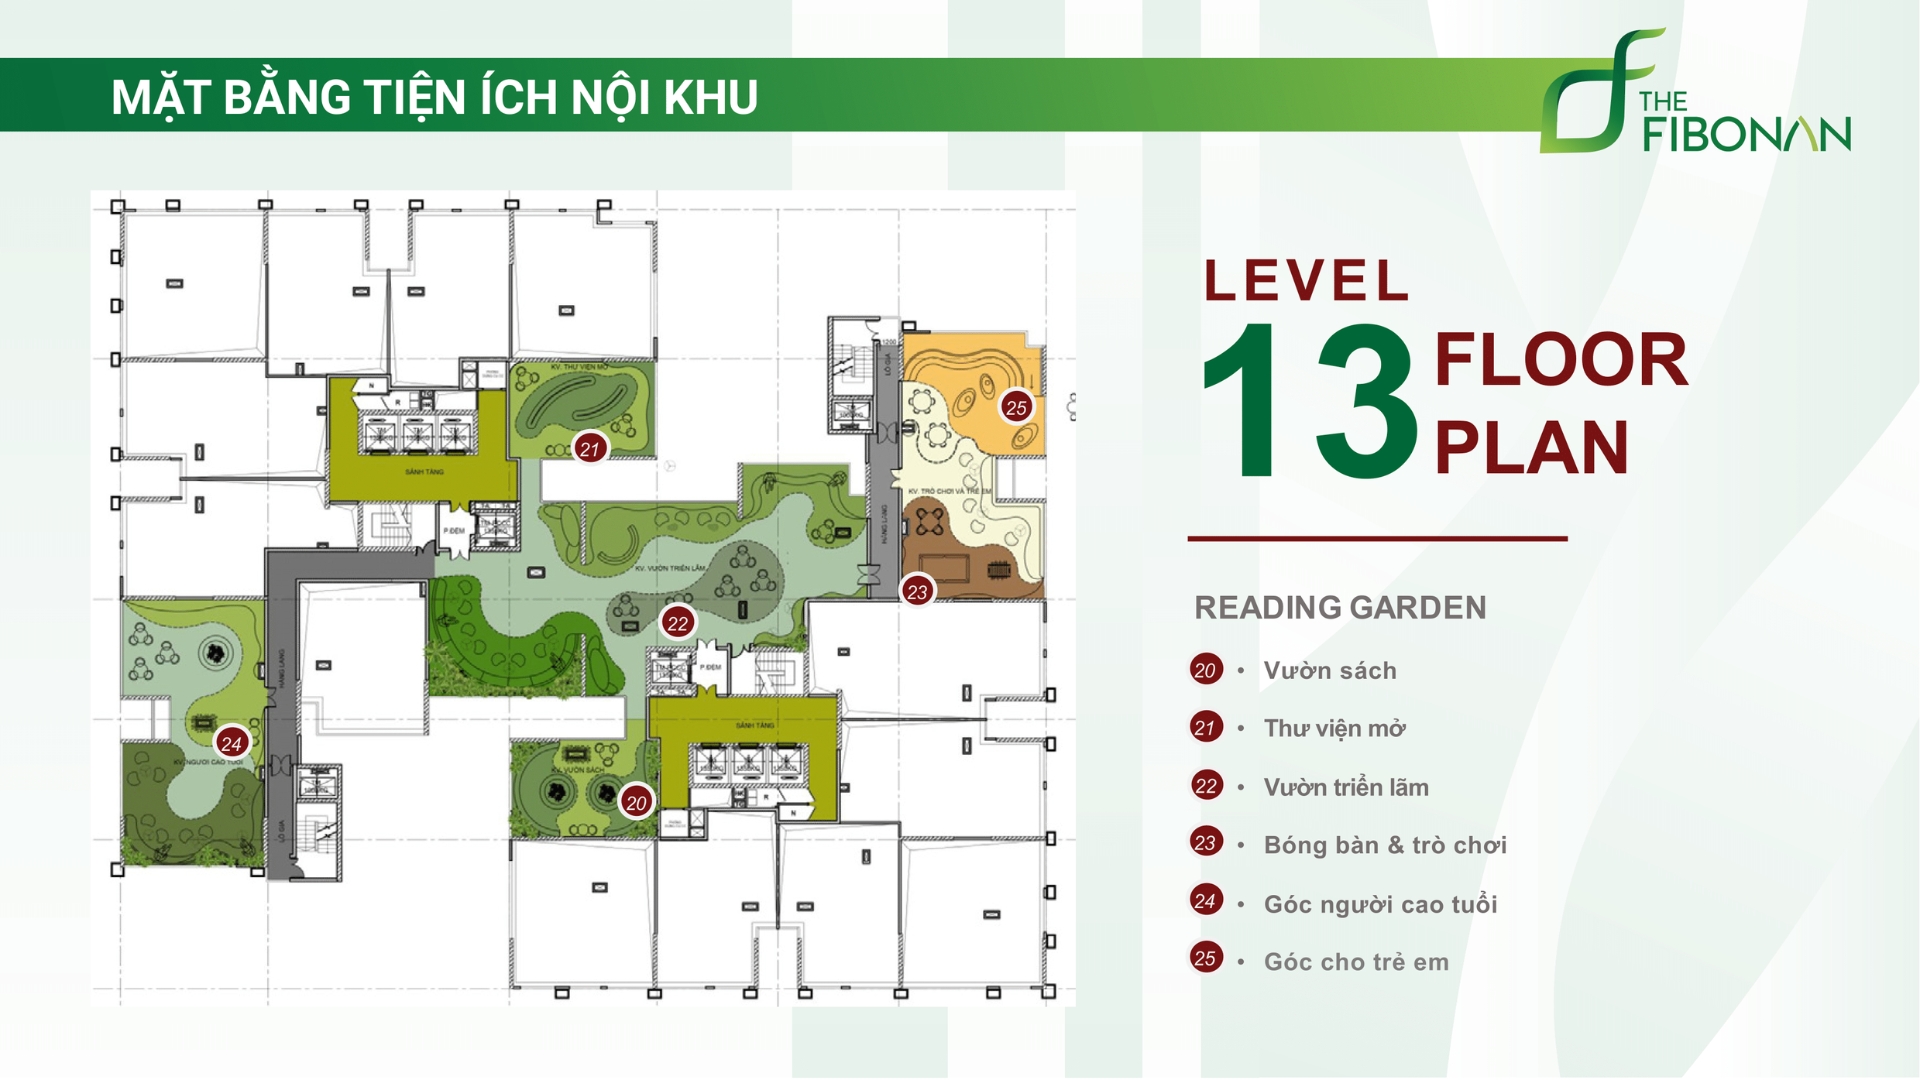 MẶT BẰNG TIỆN ÍCH NỘI KHU
THE
FIBONAN
LEVEL
13 FLOOR
PLAN
READING GARDEN
20 • Vườn sách
21 • Thư viện mở
22 • Vườn triển lãm
23 • Bóng bàn & trò chơi
24 • Góc người cao tuổi
25 • Góc cho trẻ em
KV. THƯ VIỆN MỞ
21
N
R
SẢNH TẦNG
P.ĐỆM
LÔ GIA
1200
25
KV. TRÒ CHƠI VÀ TRẺ EM
HÀNH LANG
23
KV. VƯỜN TRIỂN LÃM
22
P.ĐỆM
HÀNH LANG
24
KV. NGƯỜI CAO TUỔI
LÔ GIA
SẢNH TẦNG
KV. VƯỜN SÁCH
20
R
N